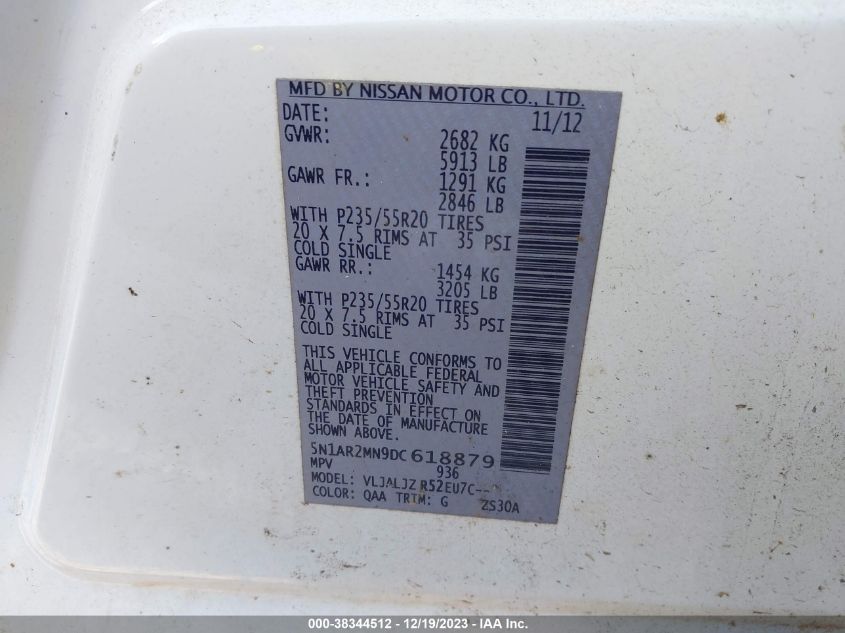 MFD BY NISSAN MOTOR CO., LTD.
DATE: 11/12
GVWR: 2682 KG
5913 LB
GAWR FR.: 1291 KG
2846 LB
WITH P235/55R20 TIRES
20 X 7.5 RIMS AT 35 PSI
COLD SINGLE
GAWR RR.: 1454 KG
3205 LB
WITH P235/55R20 TIRES
20 X 7.5 RIMS AT 35 PSI
COLD SINGLE
THIS VEHICLE CONFORMS TO
ALL APPLICABLE FEDERAL
MOTOR VEHICLE SAFETY AND
THEFT PREVENTION
STANDARDS IN EFFECT ON
THE DATE OF MANUFACTURE
SHOWN ABOVE.
5N1AR2MN9DC618879
MPV 936
MODEL: VLJALJZ R52EU7C--
COLOR: QAA TRIM: G ZS30A
000-38344512 - 12/19/2023 - IAA Inc.